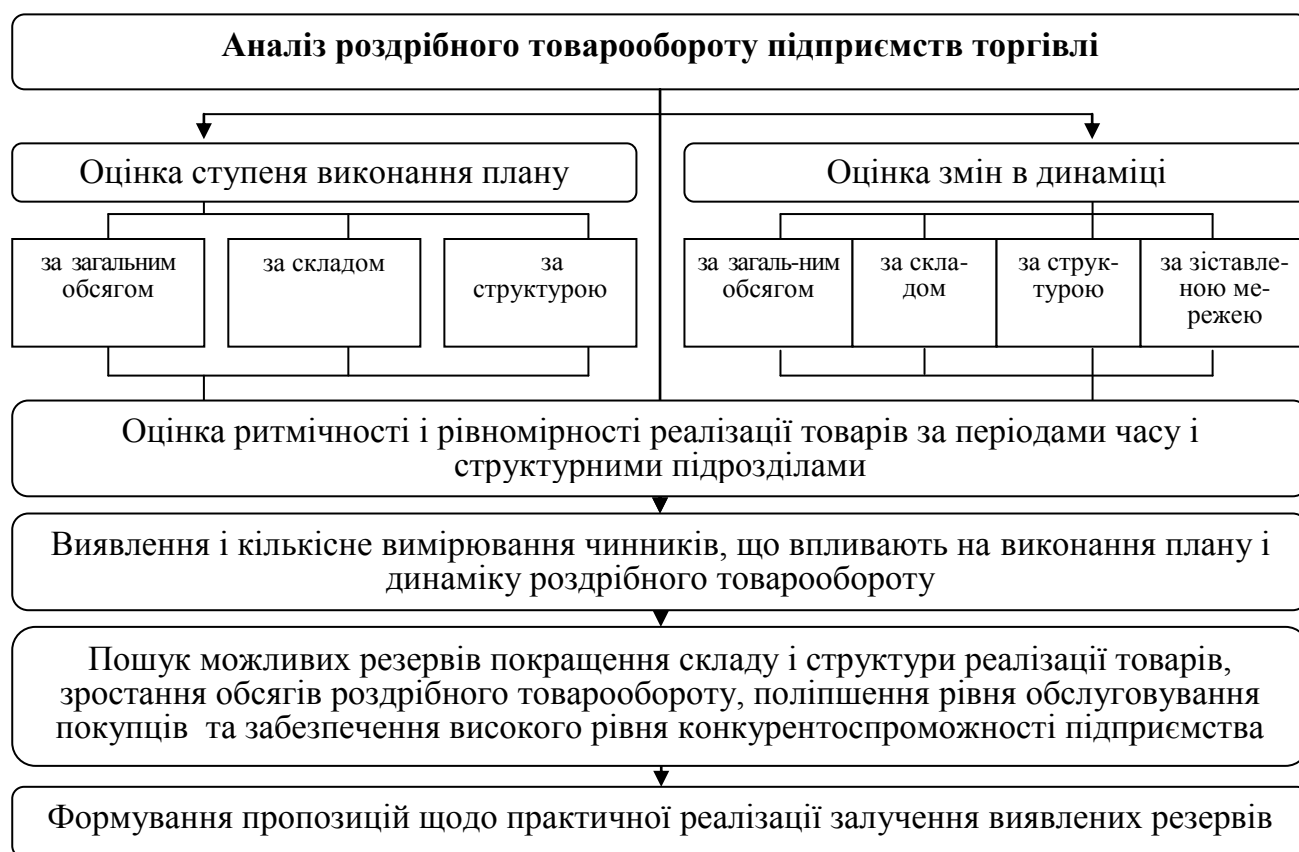 Аналіз роздрібного товарообороту підприємств торгівлі
Оцінка ступеня виконання плану
Оцінка змін в динаміці
за загальним
обсягом
за складом
за
структурою
за загаль-ним
обсягом
за скла-
дом
за струк-
турою
за зіставле-
ною ме-
режею
Оцінка ритмічності і рівномірності реалізації товарів за періодами часу і
структурними підрозділами
Виявлення і кількісне вимірювання чинників, що впливають на виконання плану і
динаміку роздрібного товарообороту
Пошук можливих резервів покращення складу і структури реалізації товарів,
зростання обсягів роздрібного товарообороту, поліпшення рівня обслуговування
покупців та забезпечення високого рівня конкурентоспроможності підприємства
Формування пропозицій щодо практичної реалізації залучення виявлених резервів